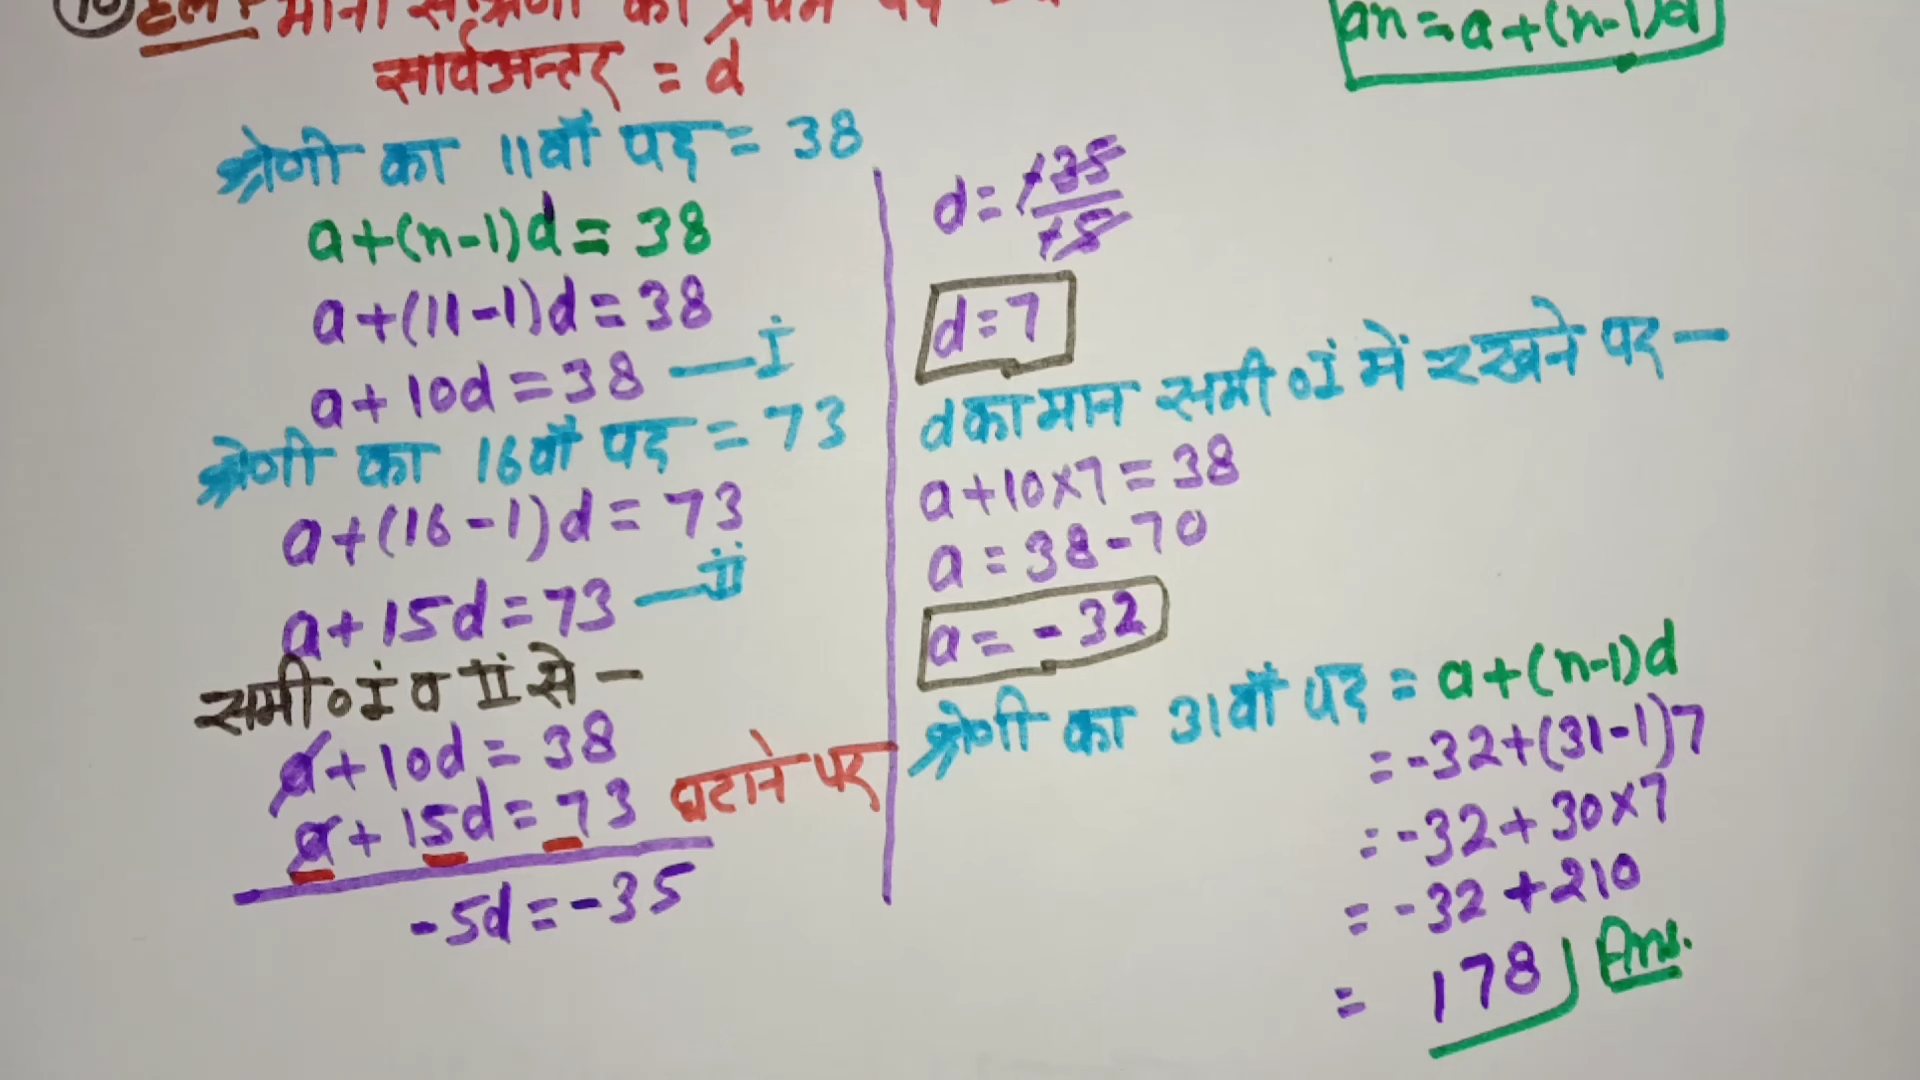 हल :- माना स.श्रेणी का प्रथम पद
an = a+(n-1)d
सार्वअन्तर = d
श्रेणी का 11वाँ पद = 38
a+(n-1)d = 38
a+(11-1)d = 38
a+10d = 38 — I
श्रेणी का 16वाँ पद = 73
a+(16-1)d = 73
a+15d = 73 — II
समी० I व II से –
a+10d = 38
a+15d = 73 घटाने पर
-5d = -35
d = -35/-5
d = 7
d का मान समी० I में रखने पर –
a+10×7 = 38
a = 38-70
a = -32
श्रेणी का 31वाँ पद = a+(n-1)d
= -32+(31-1)7
= -32+30×7
= -32+210
= 178 Ans.